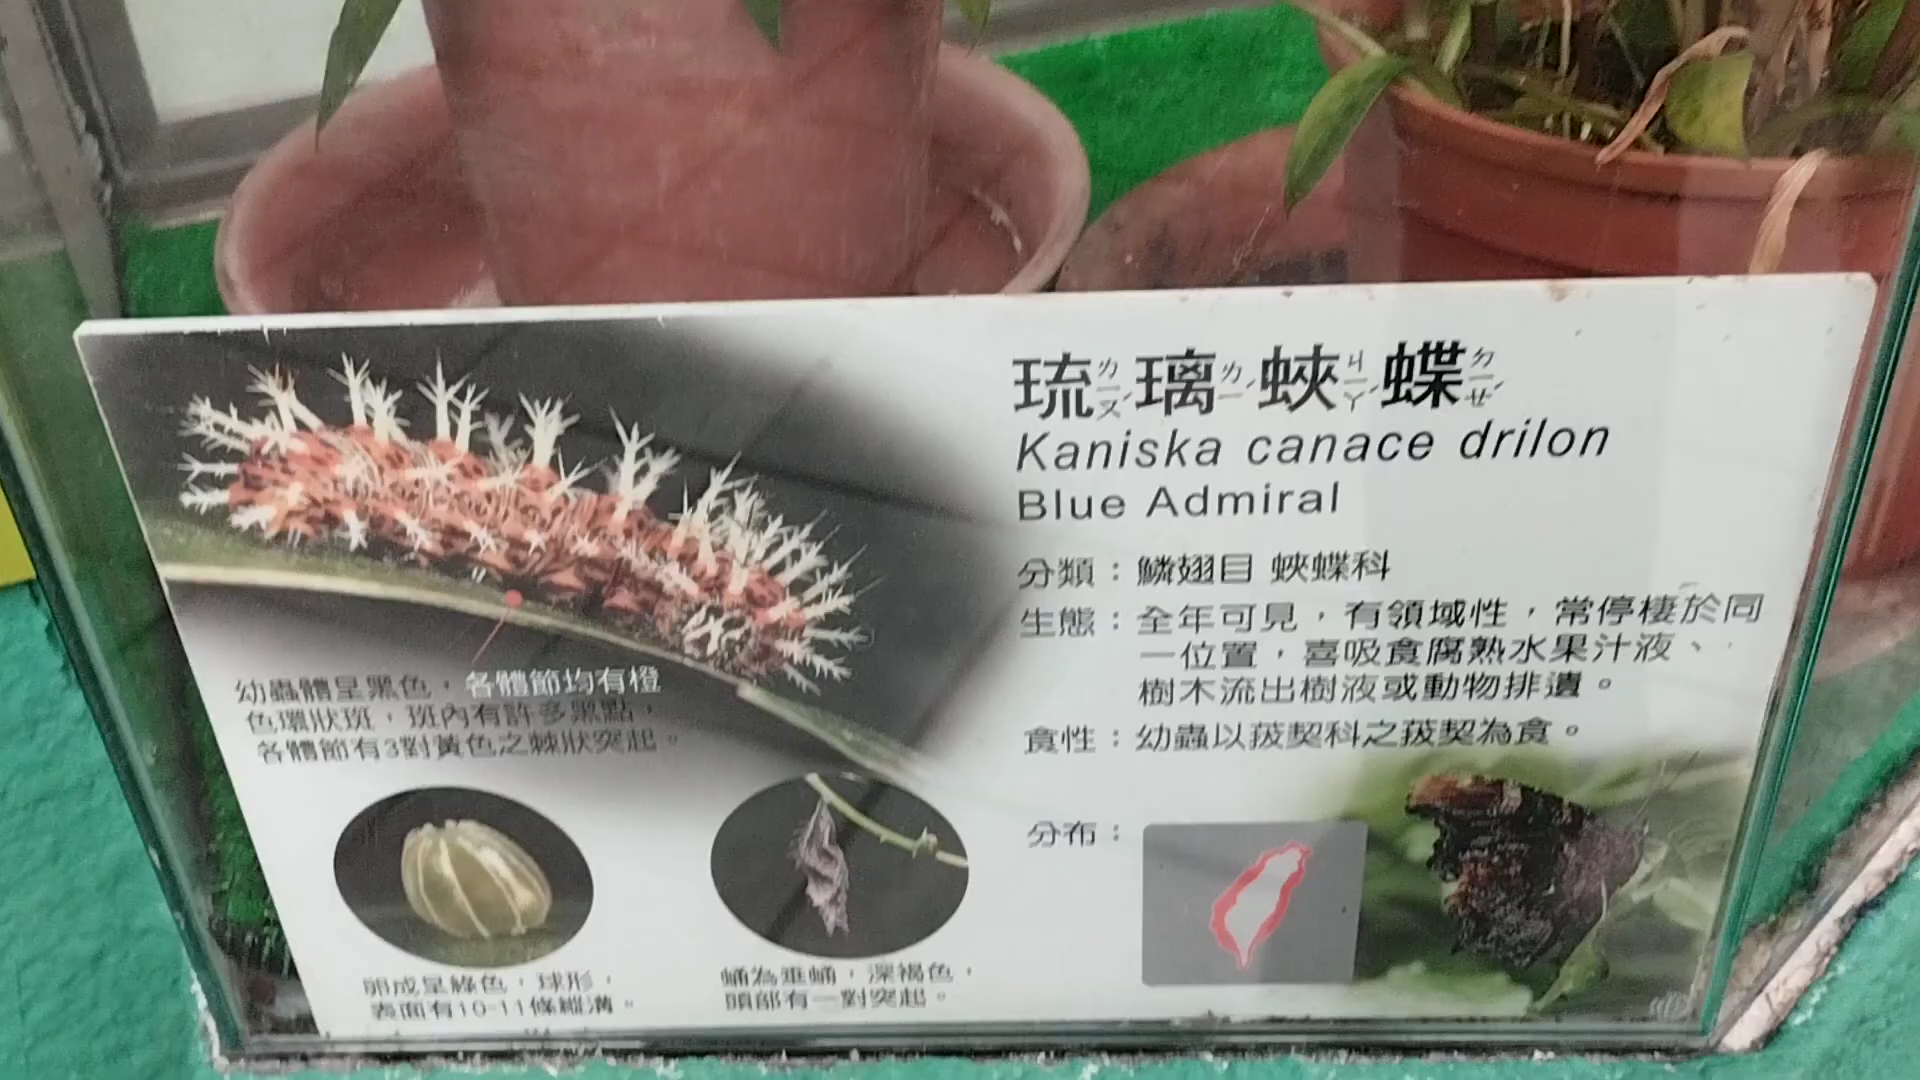 琉ㄌㄧㄡˊ璃ㄌㄧˊ蛺ㄐㄧㄚˊ蝶ㄉㄧㄝˊ
Kaniska canace drilon
Blue Admiral
分類：鱗翅目 蛺蝶科
生態：全年可見，有領域性，常停棲於同
一位置，喜吸食腐熟水果汁液、
樹木流出樹液或動物排遺。
食性：幼蟲以菝契科之菝契為食。
分布：
幼蟲體呈黑色，各體節均有橙
色環狀斑，斑內有許多黑點，
各體節有3對黃色之棘狀突起。
卵成呈綠色，球形，
表面有10-11條縱溝。
蛹為垂蛹，深褐色，
頭部有一對突起。